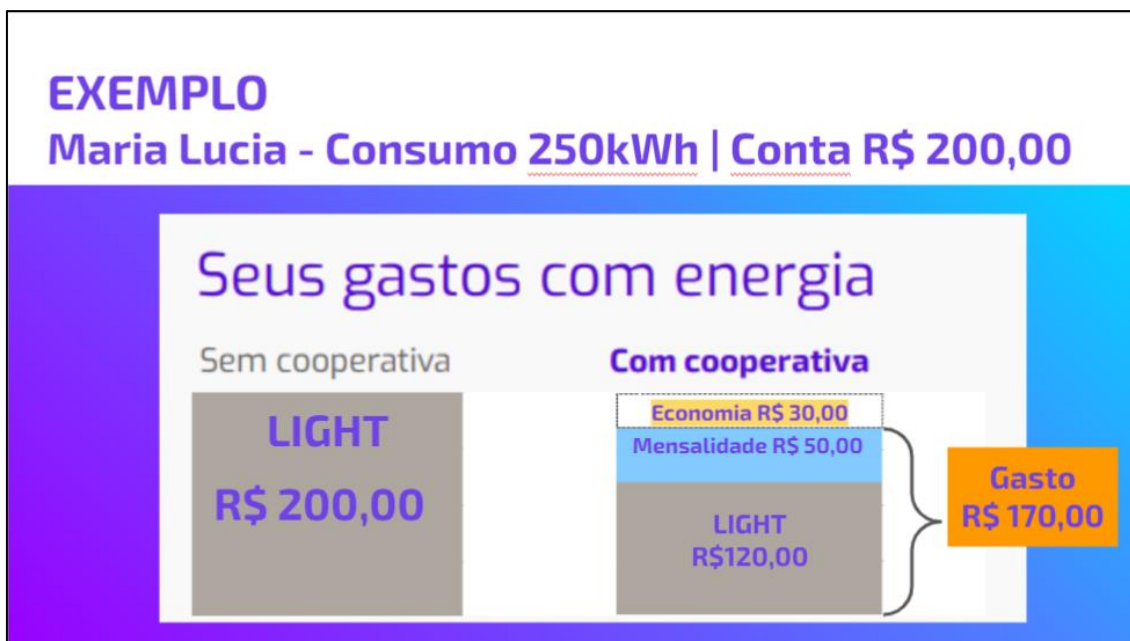 EXEMPLO
Maria Lucia - Consumo 250kWh | Conta R$ 200,00
Seus gastos com energia
Sem cooperativa
LIGHT
R$ 200,00
Com cooperativa
Economia R$ 30,00
Mensalidade R$ 50,00
LIGHT
R$120,00
Gasto
R$ 170,00